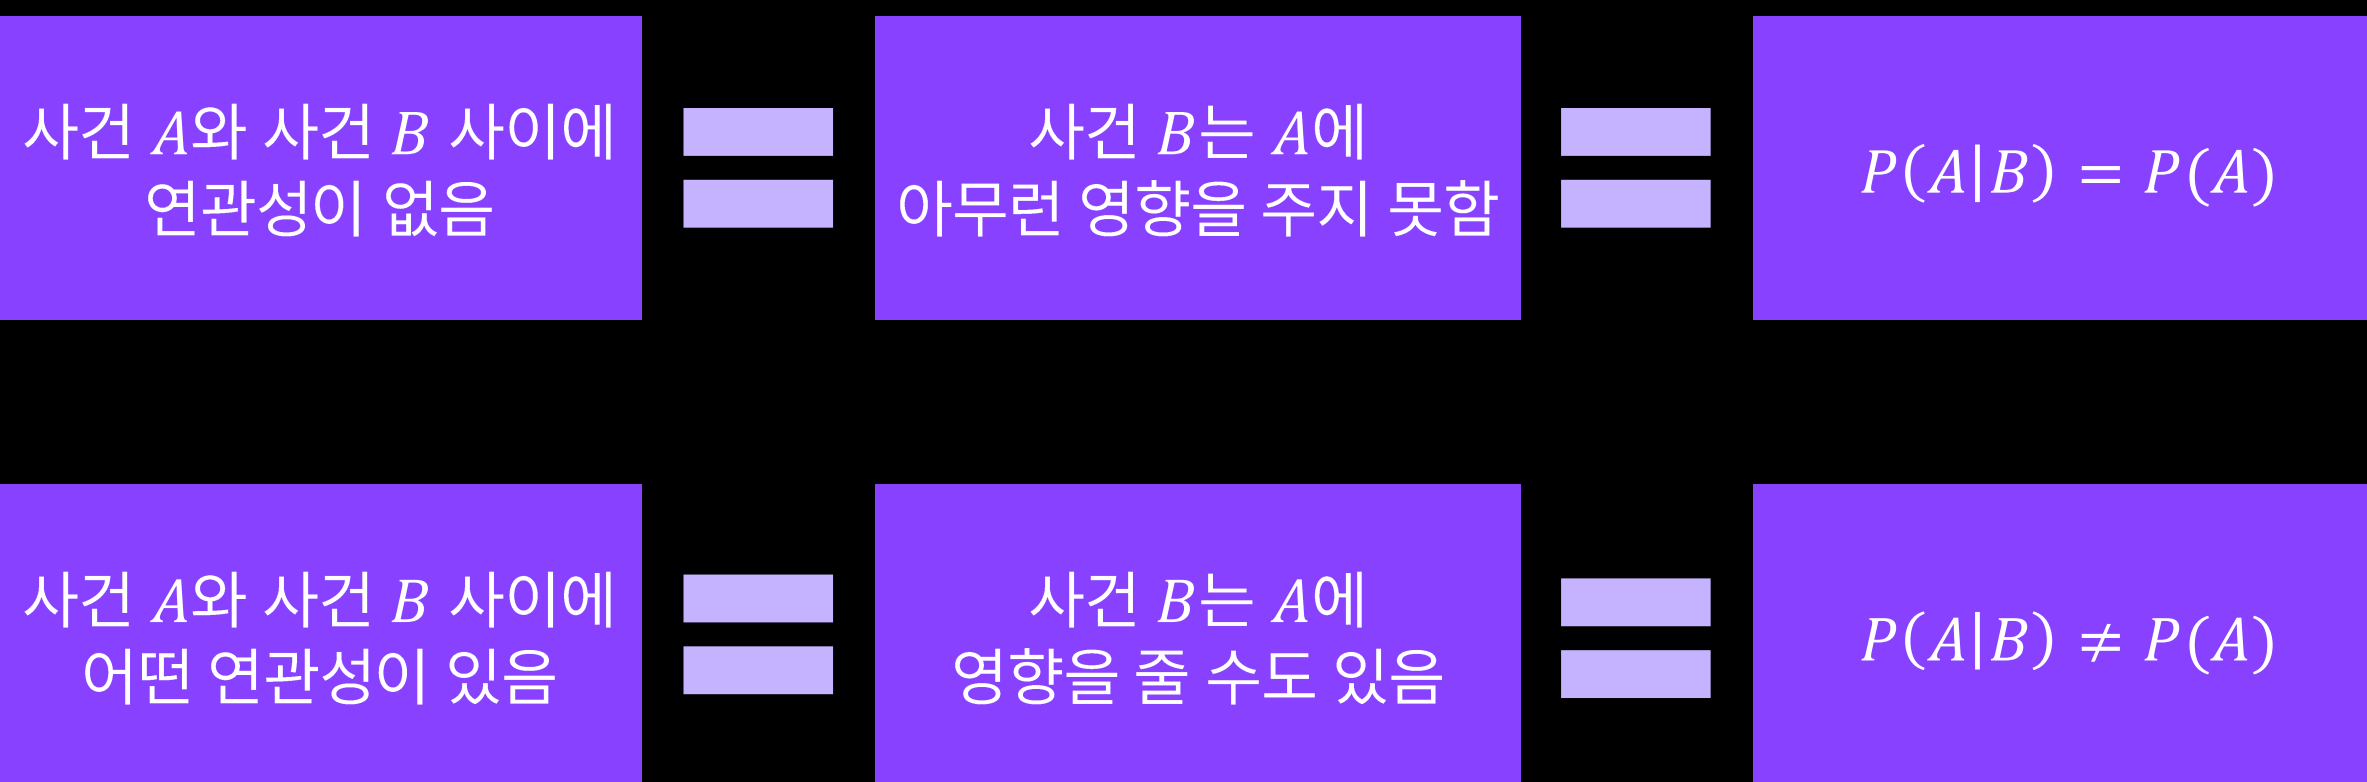 사건 A와 사건 B 사이에
연관성이 없음
사건 B는 A에
아무런 영향을 주지 못함
P(A|B) = P(A)
사건 A와 사건 B 사이에
어떤 연관성이 있음
사건 B는 A에
영향을 줄 수도 있음
P(A|B) ≠ P(A)